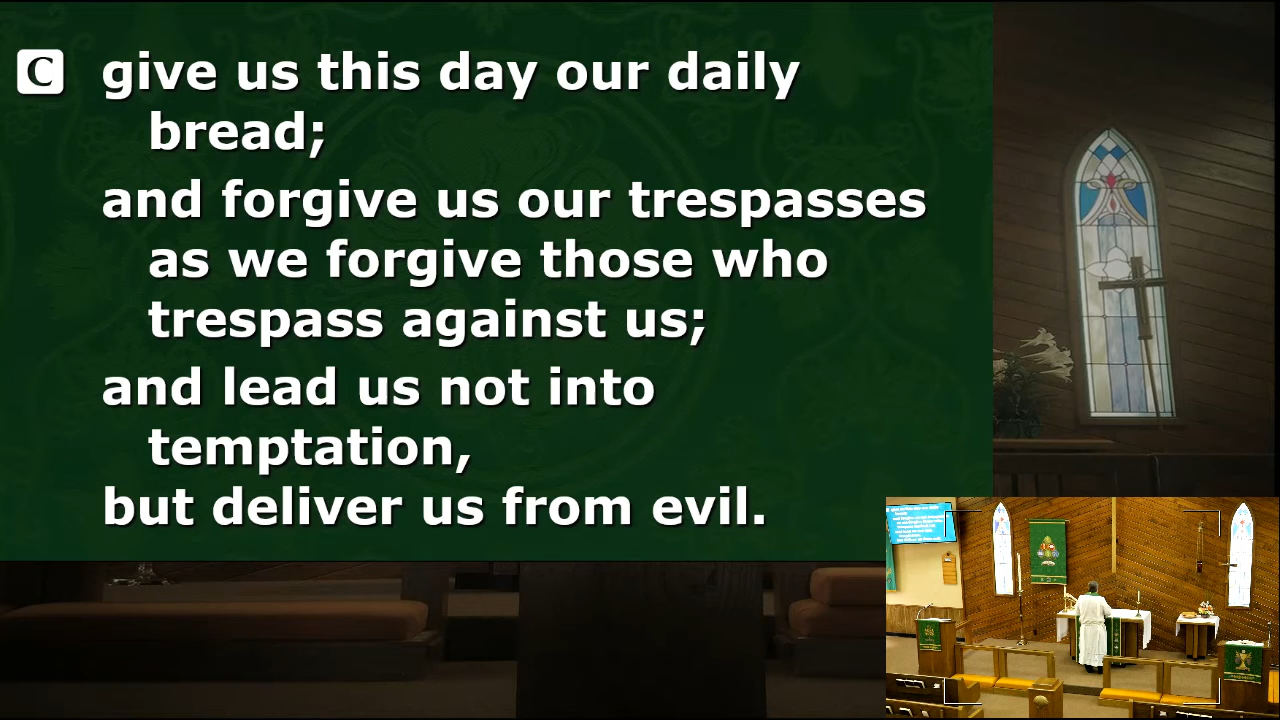 C give us this day our daily
bread;
and forgive us our trespasses
as we forgive those who
trespass against us;
and lead us not into
temptation,
but deliver us from evil.